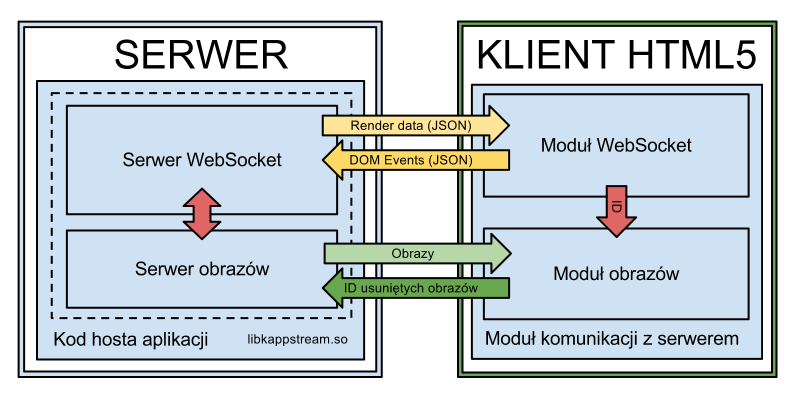 SERWER
KLIENT HTML5
Serwer WebSocket
Render data (JSON)
DOM Events (JSON)
Moduł WebSocket
ID
Serwer obrazów
Obrazy
ID usuniętych obrazów
Moduł obrazów
Kod hosta aplikacji
libkappstream.so
Moduł komunikacji z serwerem